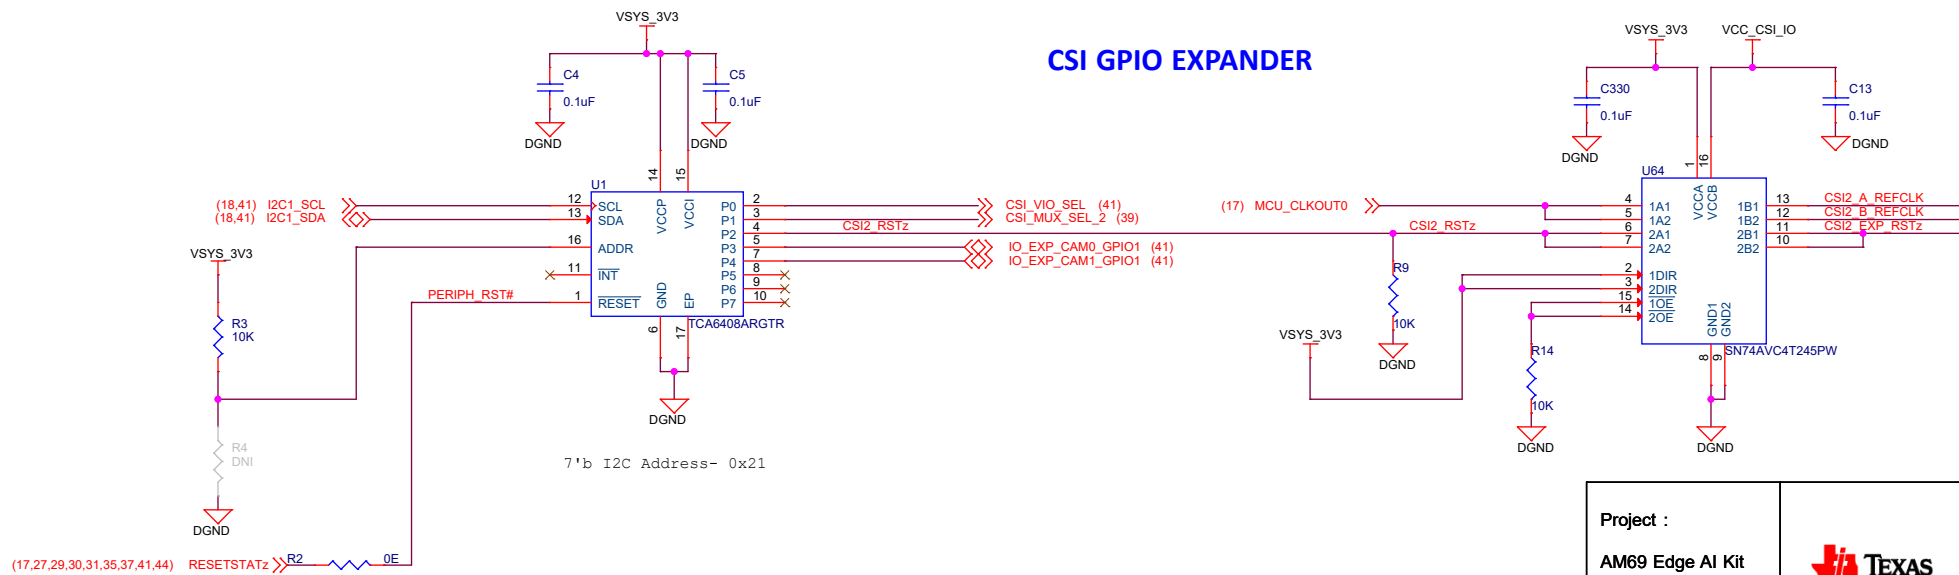 CSI GPIO EXPANDER
VSYS_3V3
C4
0.1uF
DGND
C5
0.1uF
DGND
14
15
U1
(18,41) I2C1_SCL
(18,41) I2C1_SDA
12
13
16
11
1
SCL
SDA
ADDR
INT
RESET
VCCP
VCCI
GND
EP
P0
P1
P2
P3
P4
P5
P6
P7
2
3
4
5
7
8
9
10
6
17
TCA6408ARGTR
DGND
CSI_VIO_SEL (41)
CSI_MUX_SEL_2 (39)
CSI2_RSTz
IO_EXP_CAM0_GPIO1 (41)
IO_EXP_CAM1_GPIO1 (41)
VSYS_3V3
R3
10K
R4
DNI
DGND
PERIPH_RST#
(17,27,29,30,31,35,37,41,44) RESETSTATz
R2
0E
7'b I2C Address- 0x21
VSYS_3V3
VCC_CSI_IO
C330
0.1uF
DGND
C13
0.1uF
DGND
1
16
U64
(17) MCU_CLKOUT0
CSI2_RSTz
4
5
6
7
2
3
15
14
1A1
1A2
2A1
2A2
1DIR
2DIR
1OE
2OE
VCCA
VCCB
GND1
GND2
1B1
1B2
2B1
2B2
13
12
11
10
CSI2_A_REFCLK
CSI2_B_REFCLK
CSI2_EXP_RSTz
8
9
SN74AVC4T245PW
DGND
R9
10K
DGND
VSYS_3V3
R14
10K
DGND
Project :
AM69 Edge AI Kit
TEXAS